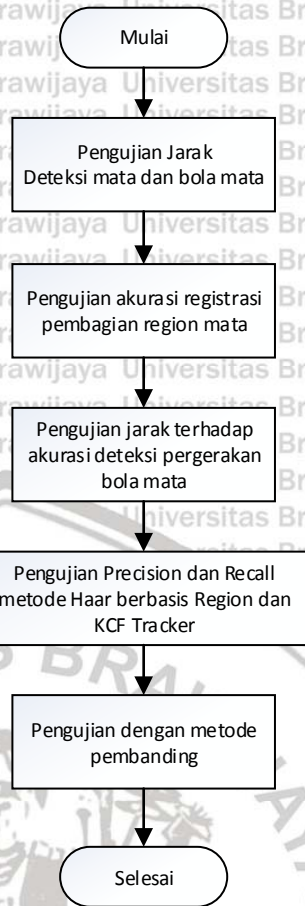 Mulai
Pengujian Jarak
Deteksi mata dan bola mata
Pengujian akurasi registrasi
pembagian region mata
Pengujian jarak terhadap
akurasi deteksi pergerakan
bola mata
Pengujian Precision dan Recall
metode Haar berbasis Region dan
KCF Tracker
Pengujian dengan metode
pembanding
Selesai